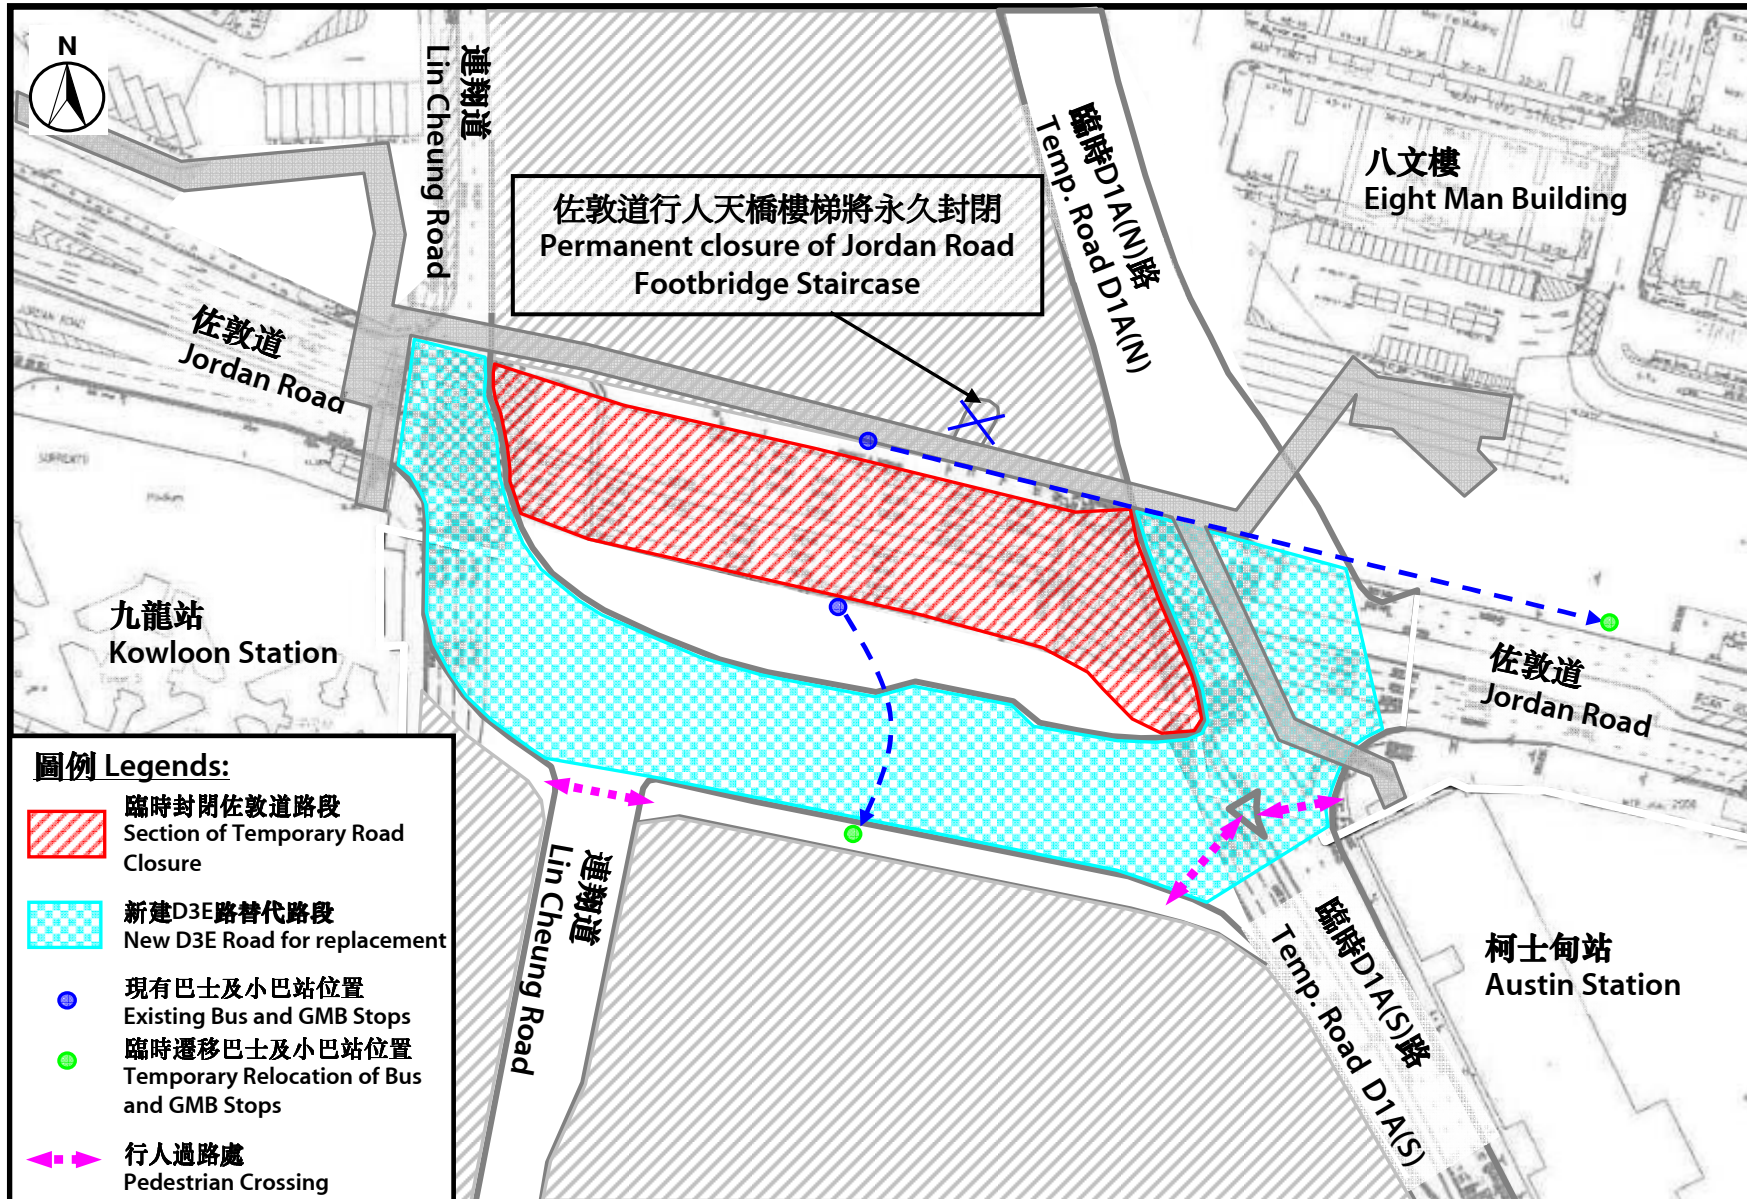 N
連翔道
Lin Cheung Road
臨時D1A(N)路
Temp. Road D1A(N)
八文樓
Eight Man Building
佐敦道行人天橋樓梯將永久封閉
Permanent closure of Jordan Road
Footbridge Staircase
佐敦道
Jordan Road
JORDAN ROAD
SORRENTO
Podium
九龍站
Kowloon Station
佐敦道
Jordan Road
圖例 Legends:
臨時封閉佐敦道路段
Section of Temporary Road
Closure
新建D3E路替代路段
New D3E Road for replacement
現有巴士及小巴站位置
Existing Bus and GMB Stops
臨時遷移巴士及小巴站位置
Temporary Relocation of Bus
and GMB Stops
行人過路處
Pedestrian Crossing
連翔道
Lin Cheung Road
臨時D1A(S)路
Temp. Road D1A(S)
柯士甸站
Austin Station